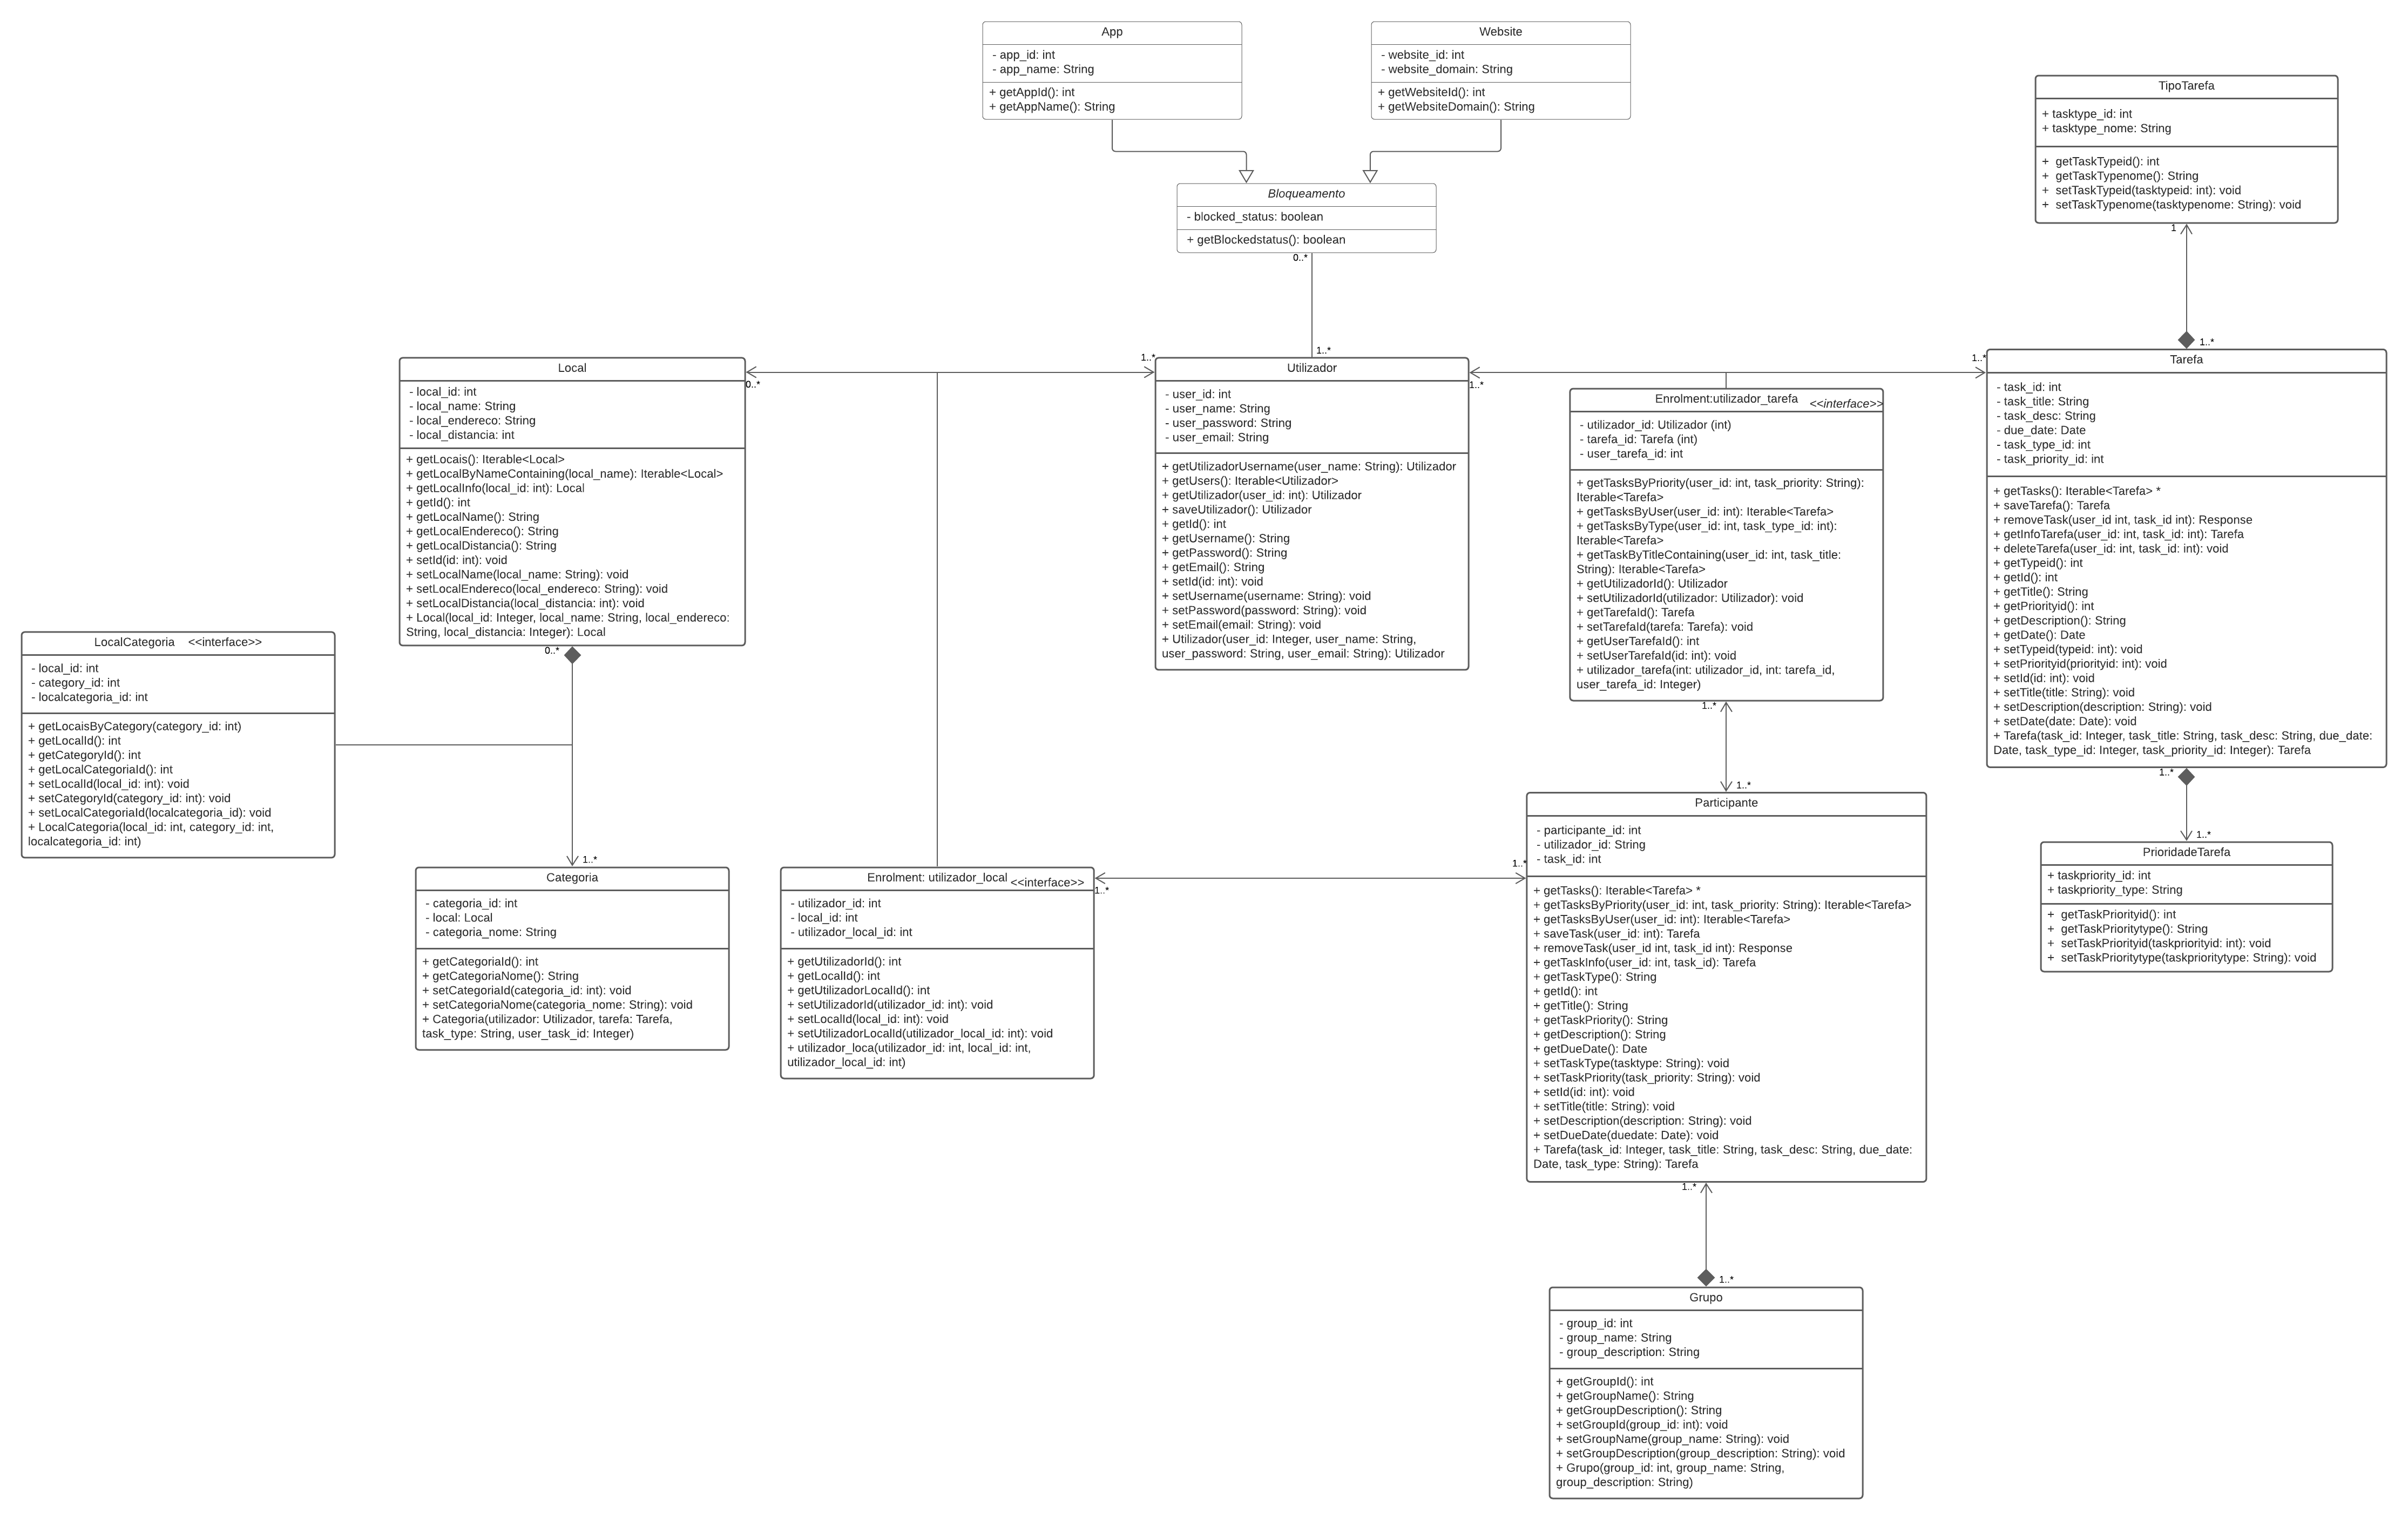 App
- app_id: int
- app_name: String
+ getAppId(): int
+ getAppName(): String
Website
- website_id: int
- website_domain: String
+ getWebsiteId(): int
+ getWebsiteDomain(): String
TipoTarefa
+ tasktype_id: int
+ tasktype_nome: String
+ getTaskTypeid(): int
+ getTaskTypenome(): String
+ setTaskTypeid(tasktypeid: int): void
+ setTaskTypenome(tasktypenome: String): void
1
1..*
Bloqueamento
- blocked_status: boolean
+ getBlockedstatus(): boolean
0..*
1..*
Local
- local_id: int
- local_name: String
- local_endereco: String
- local_distancia: int
+ getLocais(): Iterable<Local>
+ getLocalByNameContaining(local_name): Iterable<Local>
+ getLocalInfo(local_id: int): Local
+ getId(): int
+ getLocalName(): String
+ getLocalEndereco(): String
+ getLocalDistancia(): String
+ setId(id: int): void
+ setLocalName(local_name: String): void
+ setLocalEndereco(local_endereco: String): void
+ setLocalDistancia(local_distancia: int): void
+ Local(local_id: Integer, local_name: String, local_endereco:
String, local_distancia: Integer): Local
0..*
1..*
0..*
1..*
Utilizador
- user_id: int
- user_name: String
- user_password: String
- user_email: String
+ getUtilizadorUsername(user_name: String): Utilizador
+ getUsers(): Iterable<Utilizador>
+ getUtilizador(user_id: int): Utilizador
+ saveUtilizador(): Utilizador
+ getId(): int
+ getUsername(): String
+ getPassword(): String
+ getEmail(): String
+ setId(id: int): void
+ setUsername(username: String): void
+ setPassword(password: String): void
+ setEmail(email: String): void
+ Utilizador(user_id: Integer, user_name: String,
user_password: String, user_email: String): Utilizador
1..*
1..*
Enrolment:utilizador_tarefa <<interface>>
- utilizador_id: Utilizador (int)
- tarefa_id: Tarefa (int)
- user_tarefa_id: int
+ getTasksByPriority(user_id: int, task_priority: String):
Iterable<Tarefa>
+ getTasksByUser(user_id: int): Iterable<Tarefa>
+ getTasksByType(user_id: int, task_type_id: int):
Iterable<Tarefa>
+ getTaskByTitleContaining(user_id: int, task_title:
String): Iterable<Tarefa>
+ getUtilizadorId(): Utilizador
+ setUtilizadorId(utilizador: Utilizador): void
+ getTarefaId(): Tarefa
+ setTarefaId(tarefa: Tarefa): void
+ getUserTarefaId(): int
+ setUserTarefaId(id: int): void
+ utilizador_tarefa(int: utilizador_id, int: tarefa_id,
user_tarefa_id: Integer)
1..*
1..*
Tarefa
- task_id: int
- task_title: String
- task_desc: String
- due_date: Date
- task_type_id: int
- task_priority_id: int
+ getTasks(): Iterable<Tarefa> *
+ saveTarefa(): Tarefa
+ removeTask(user_id int, task_id int): Response
+ getInfoTarefa(user_id: int, task_id: int): Tarefa
+ deleteTarefa(user_id: int, task_id: int): void
+ getTypeid(): int
+ getId(): int
+ getTitle(): String
+ getPriorityid(): int
+ getDescription(): String
+ getDate(): Date
+ setTypeid(typeid: int): void
+ setPriorityid(priorityid: int): void
+ setId(id: int): void
+ setTitle(title: String): void
+ setDescription(description: String): void
+ setDate(date: Date): void
+ Tarefa(task_id: Integer, task_title: String, task_desc: String, due_date:
Date, task_type_id: Integer, task_priority_id: Integer): Tarefa
1..*
1..*
LocalCategoria <<interface>>
- local_id: int
- category_id: int
- localcategoria_id: int
+ getLocaisByCategory(category_id: int)
+ getLocalId(): int
+ getCategoryId(): int
+ getLocalCategoriaId(): int
+ setLocalId(local_id: int): void
+ setCategoryId(category_id: int): void
+ setLocalCategoriaId(localcategoria_id): void
+ LocalCategoria(local_id: int, category_id: int,
localcategoria_id: int)
Categoria
- categoria_id: int
- local: Local
- categoria_nome: String
+ getCategoriaId(): int
+ getCategoriaNome(): String
+ setCategoriaId(categoria_id: int): void
+ setCategoriaNome(categoria_nome: String): void
+ Categoria(utilizador: Utilizador, tarefa: Tarefa,
task_type: String, user_task_id: Integer)
Enrolment: utilizador_local <<interface>>
- utilizador_id: int
- local_id: int
- utilizador_local_id: int
+ getUtilizadorId(): int
+ getLocalId(): int
+ getUtilizadorLocalId(): int
+ setUtilizadorId(utilizador_id: int): void
+ setLocalId(local_id: int): void
+ setUtilizadorLocalId(utilizador_local_id: int): void
+ utilizador_loca(utilizador_id: int, local_id: int,
utilizador_local_id: int)
1..*
1..*
Participante
- participante_id: int
- utilizador_id: String
- task_id: int
+ getTasks(): Iterable<Tarefa> *
+ getTasksByPriority(user_id: int, task_priority: String): Iterable<Tarefa>
+ getTasksByUser(user_id: int): Iterable<Tarefa>
+ saveTask(user_id: int): Tarefa
+ removeTask(user_id int, task_id int): Response
+ getTaskInfo(user_id: int, task_id): Tarefa
+ getTaskType(): String
+ getId(): int
+ getTitle(): String
+ getTaskPriority(): String
+ getDescription(): String
+ getDueDate(): Date
+ setTaskType(tasktype: String): void
+ setTaskPriority(task_priority: String): void
+ setId(id: int): void
+ setTitle(title: String): void
+ setDescription(description: String): void
+ setDueDate(duedate: Date): void
+ Tarefa(task_id: Integer, task_title: String, task_desc: String, due_date:
Date, task_type: String): Tarefa
1..*
1..*
PrioridadeTarefa
+ taskpriority_id: int
+ taskpriority_type: String
+ getTaskPriorityid(): int
+ getTaskPrioritytype(): String
+ setTaskPriorityid(taskpriorityid: int): void
+ setTaskPrioritytype(taskprioritytype: String): void
Grupo
- group_id: int
- group_name: String
- group_description: String
+ getGroupId(): int
+ getGroupName(): String
+ getGroupDescription(): String
+ setGroupId(group_id: int): void
+ setGroupName(group_name: String): void
+ setGroupDescription(group_description: String): void
+ Grupo(group_id: int, group_name: String,
group_description: String)